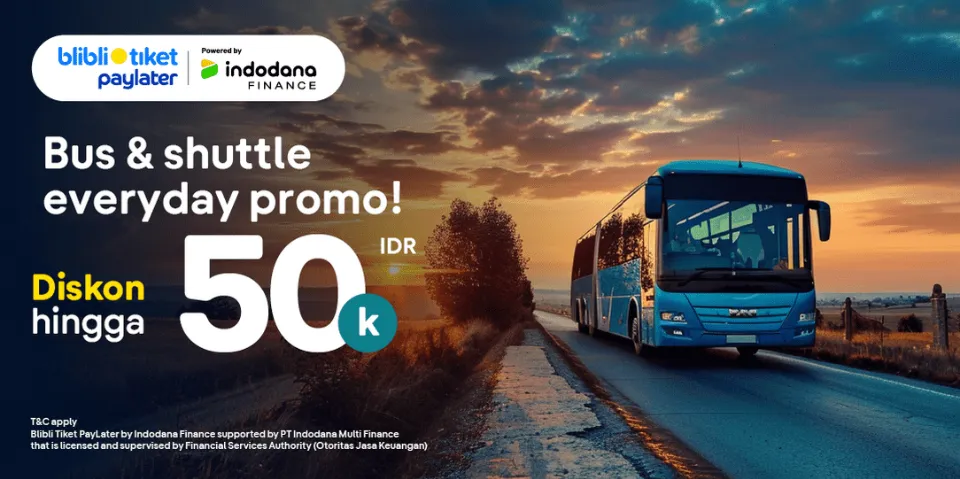 blibli tiket
paylater
Powered by
indodana
FINANCE
Bus & shuttle
everyday promo!
Diskon
hingga
50k
IDR
MAN
T&C apply
Blibli Tiket PayLater by Indodana Finance supported by PT Indodana Multi Finance
that is licensed and supervised by Financial Services Authority (Otoritas Jasa Keuangan)